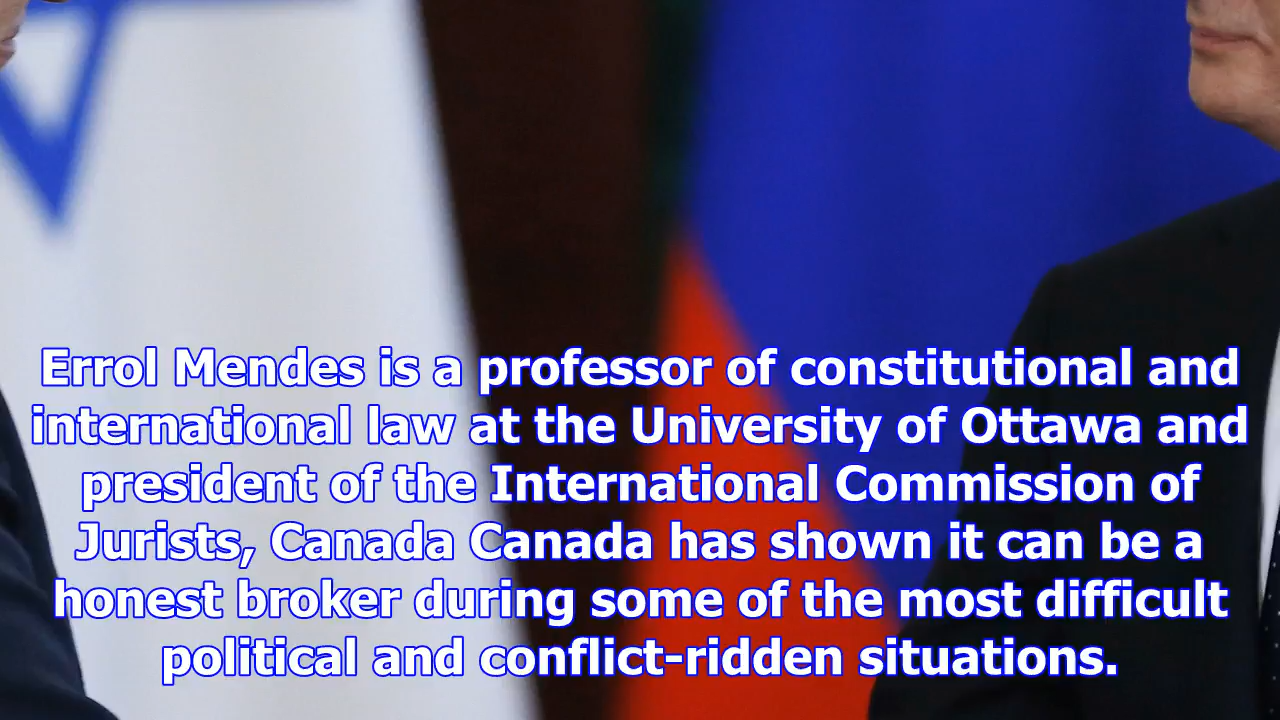 Errol Mendes is a professor of constitutional and
international law at the University of Ottawa and
president of the International Commission of
Jurists, Canada Canada has shown it can be a
honest broker during some of the most difficult
political and conflict-ridden situations.